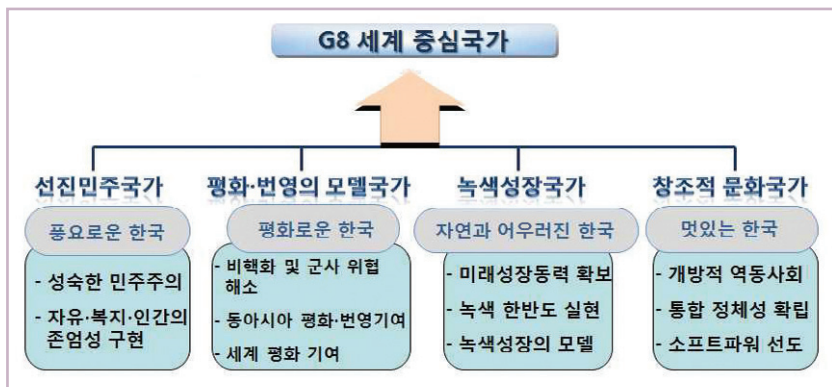 G8 세계 중심국가
선진민주국가
풍요로운 한국
- 성숙한 민주주의
- 자유·복지·인간의
존엄성 구현
평화·번영의 모델국가
평화로운 한국
- 비핵화 및 군사 위협
해소
- 동아시아 평화·번영기여
- 세계 평화 기여
녹색성장국가
자연과 어우러진 한국
- 미래성장동력 확보
- 녹색 한반도 실현
- 녹색성장의 모델
창조적 문화국가
멋있는 한국
- 개방적 역동사회
- 통합 정체성 확립
- 소프트파워 선도